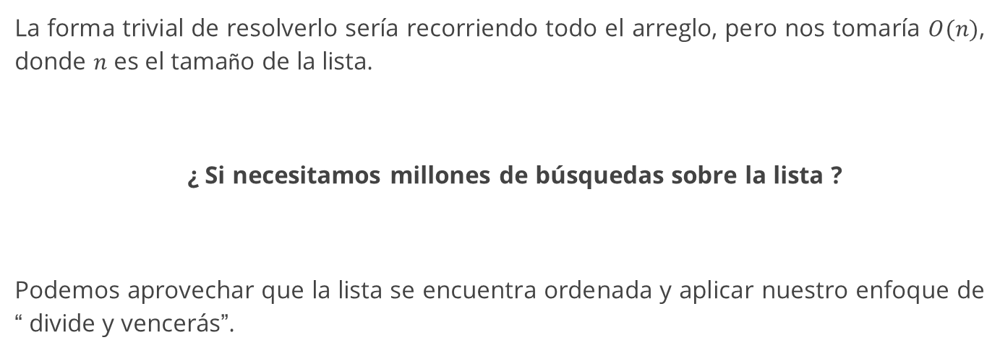 La forma trivial de resolverlo sería recorriendo todo el arreglo, pero nos tomaría O(n),
donde n es el tamaño de la lista.
¿ Si necesitamos millones de búsquedas sobre la lista ?
Podemos aprovechar que la lista se encuentra ordenada y aplicar nuestro enfoque de
“ divide y vencerás”.